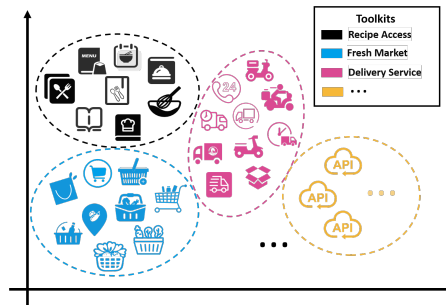 Toolkits
Recipe Access
Fresh Market
Delivery Service
...
MENU
24
API
API
API
...
...